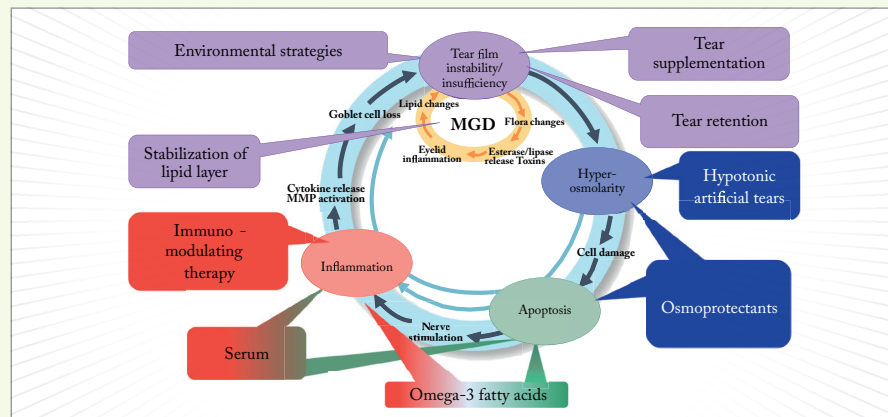 Environmental strategies
Tear film
instability/
insufficiency
Tear
supplementation
Lipid changes
Goblet cell loss
MGD
Flora changes
Tear retention
Stabilization of
lipid layer
Eyelid
inflammation
Esterase/lipase
release Toxins
Hyper-
osmolarity
Hypotonic
artificial tears
Cytokine release
MMP activation
Immuno -
modulating
therapy
Inflammation
Cell damage
Apoptosis
Osmoprotectants
Nerve
stimulation
Serum
Omega-3 fatty acids